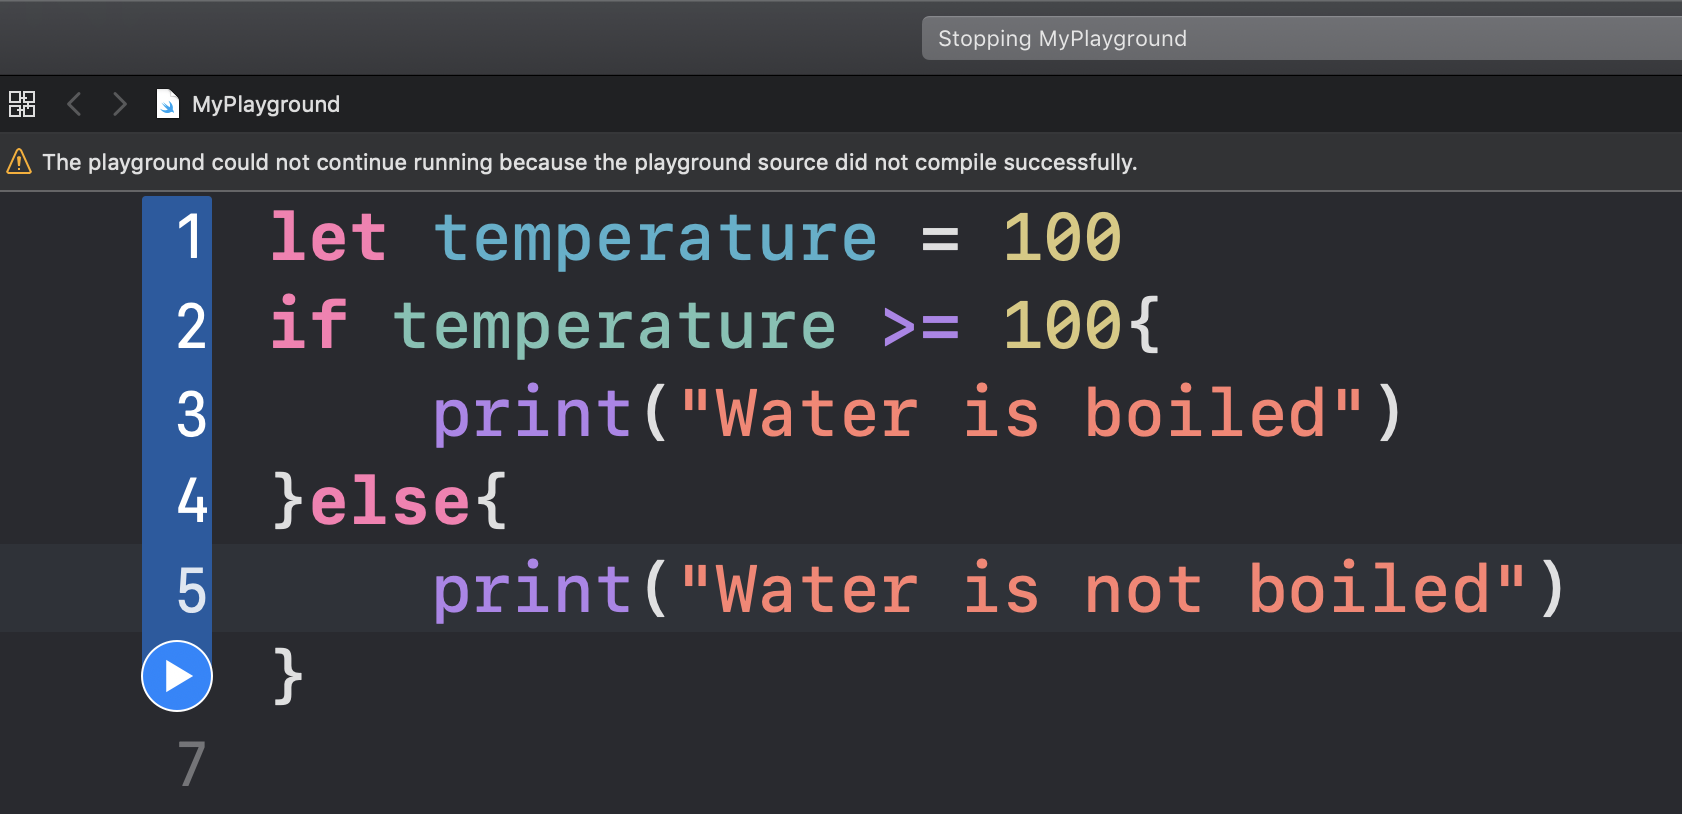 Stopping MyPlayground
MyPlayground
The playground could not continue running because the playground source did not compile successfully.
1 let temperature = 100
2 if temperature >= 100{
3     print("Water is boiled")
4 }else{
5     print("Water is not boiled")
}
7